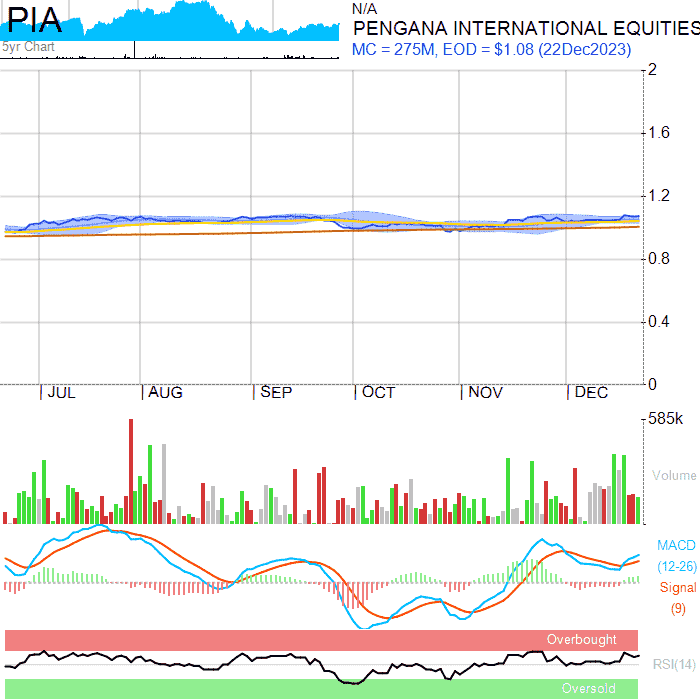 PIA
5yr Chart
N/A
PENGANA INTERNATIONAL EQUITIES
MC = 275M, EOD = $1.08 (22Dec2023)
2
1.6
1.2
0.8
0.4
0
JUL AUG SEP OCT NOV DEC
585k
Volume
MACD
(12-26)
Signal
(9)
Overbought
RSI(14)
Oversold